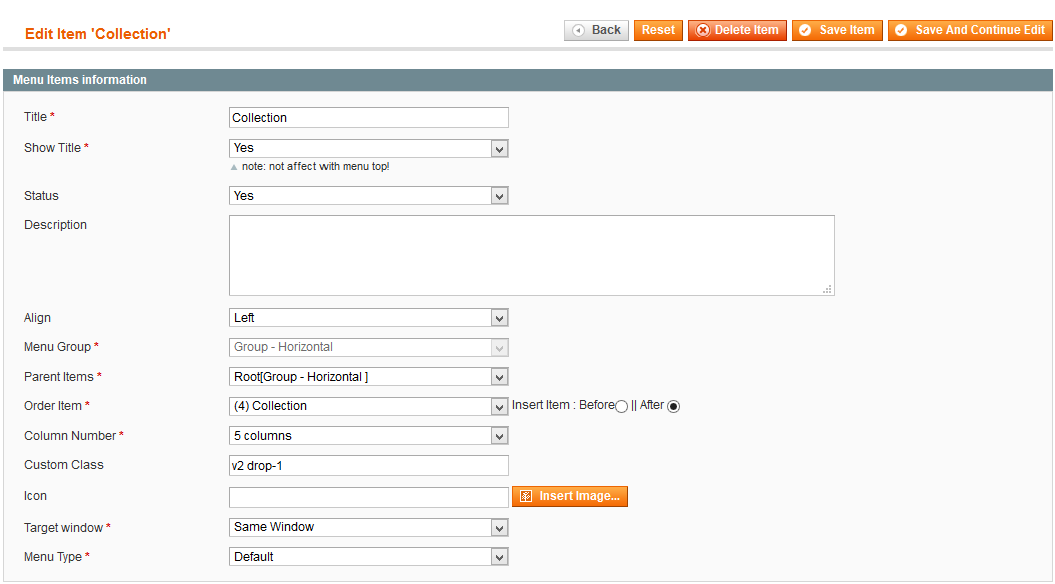 Edit Item 'Collection'
Back Reset Delete Item Save Item Save And Continue Edit
Menu Items information
Title * Collection
Show Title * Yes
note: not affect with menu top!
Status Yes
Description
Align Left
Menu Group * Group - Horizontal
Parent Items * Root[Group - Horizontal ]
Order Item * (4) Collection Insert Item : Before || After
Column Number * 5 columns
Custom Class v2 drop-1
Icon Insert Image...
Target window * Same Window
Menu Type * Default